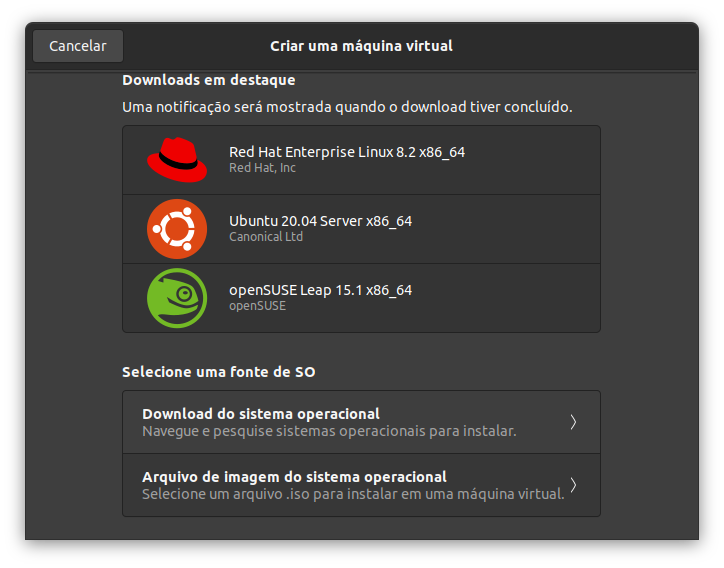 Cancelar
Criar uma máquina virtual
Downloads em destaque
Uma notificação será mostrada quando o download tiver concluído.
Red Hat Enterprise Linux 8.2 x86_64
Red Hat, Inc
Ubuntu 20.04 Server x86_64
Canonical Ltd
openSUSE Leap 15.1 x86_64
openSUSE
Selecione uma fonte de SO
Download do sistema operacional
Navegue e pesquise sistemas operacionais para instalar.
Arquivo de imagem do sistema operacional
Selecione um arquivo .iso para instalar em uma máquina virtual.